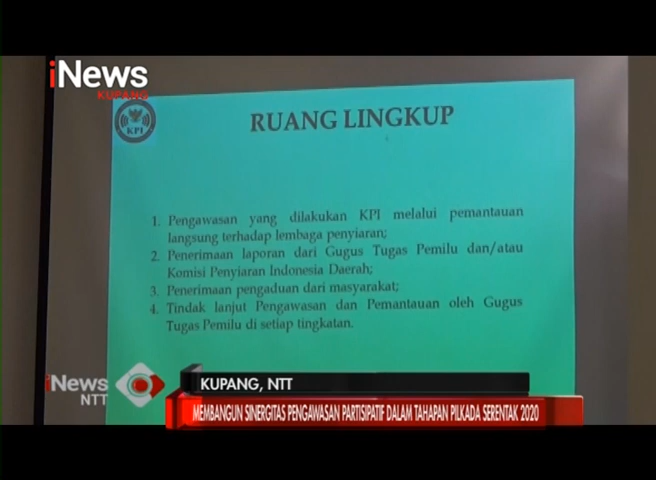 iNews
KUPANG
KPI
RUANG LINGKUP
1. Pengawasan yang dilakukan KPI melalui pemantauan
langsung terhadap lembaga penyiaran;
2. Penerimaan laporan dari Gugus Tugas Pemilu dan/atau
Komisi Penyiaran Indonesia Daerah;
3. Penerimaan pengaduan dari masyarakat;
4. Tindak lanjut Pengawasan dan Pemantauan oleh Gugus
Tugas Pemilu di setiap tingkatan.
iNews
NTT
KUPANG, NTT
MEMBANGUN SINERGITAS PENGAWASAN PARTISIPATIF DALAM TAHAPAN PILKADA SERENTAK 2020